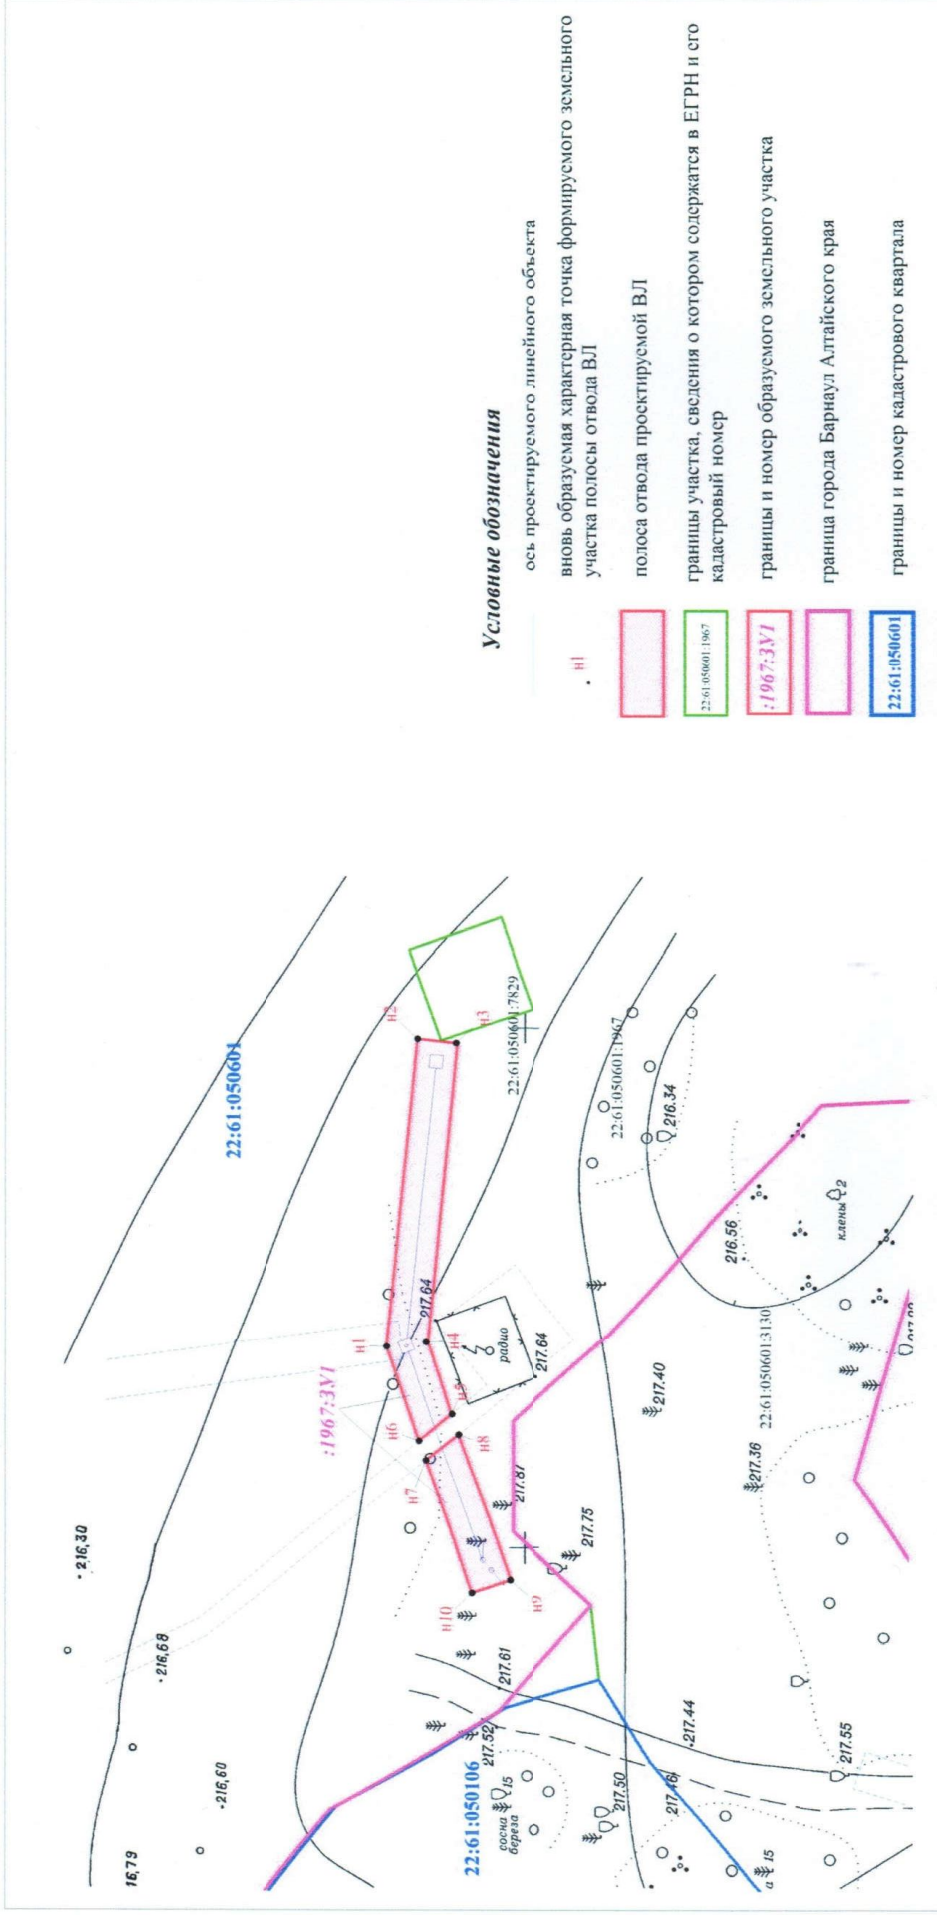 Условные обозначения
ось проектируемого линейного объекта
н1
вновь образуемая характерная точка формируемого земельного
участка полосы отвода ВЛ
полоса отвода проектируемой ВЛ
22:61:050601:1967
границы участка, сведения о котором содержатся в ЕГРН и его
кадастровый номер
:1967:ЗУ1
границы и номер образуемого земельного участка
граница города Барнаул Алтайского края
22:61:050601
границы и номер кадастрового квартала
216,30
216,68
16,79
216,60
22:61:050601
:1967:ЗУ1
н1
н2
н3
н4
н5
н6
н7
н8
н9
н10
217.64
радио
217.64
22:61:050601:7829
22:61:050601:1967
216.34
216.56
клены
2
22:61:050601:3130
217.40
217.36
217.87
217.75
217.61
217.52
22:61:050106
сосна
береза
15
217.50
217.46
217.44
217.55
а
15